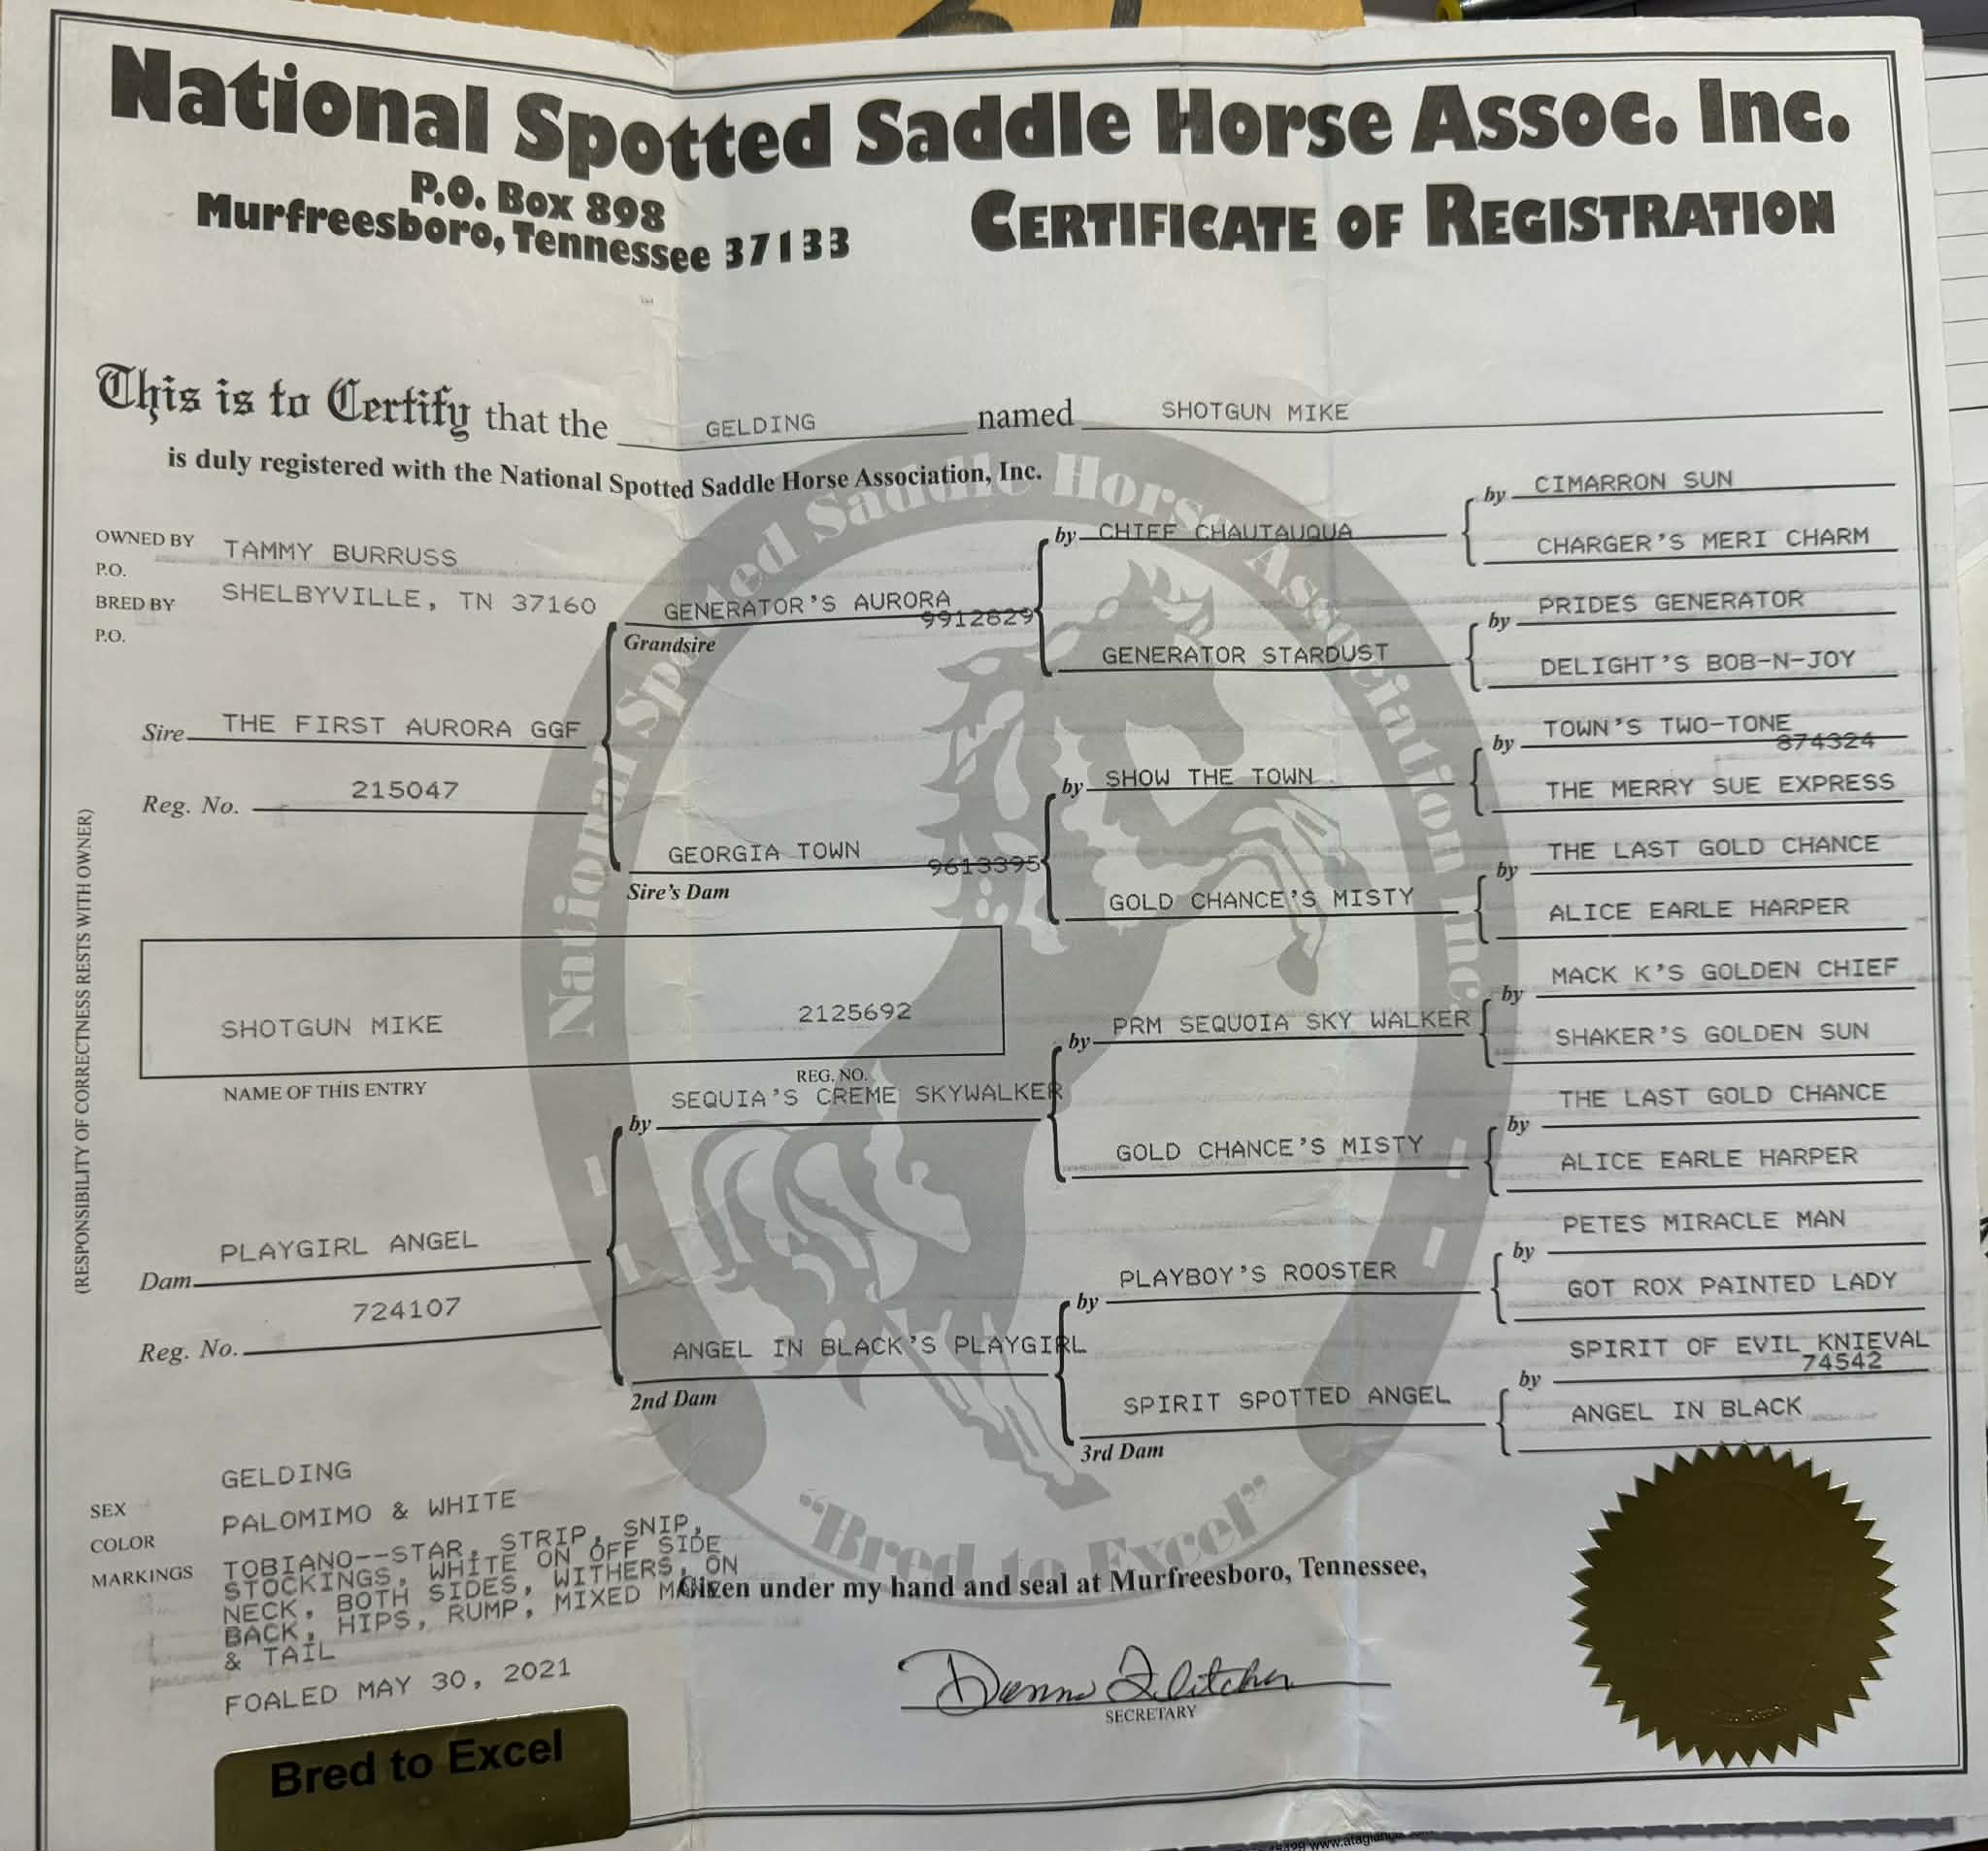 National Spotted Saddle Horse Assoc. Inc.
P.O. Box 898
Murfreesboro, Tennessee 37133
CERTIFICATE OF REGISTRATION
This is to Certify that the GELDING named SHOTGUN MIKE
is duly registered with the National Spotted Saddle Horse Association, Inc.
OWNED BY TAMMY BURRUSS
P.O. SHELBYVILLE, TN 37160
BRED BY
P.O.
by CIMARRON SUN
by CHIEF CHAUTAUQUA
CHARGER'S MERI CHARM
GENERATOR'S AURORA
9912829
Grandsire
by PRIDES GENERATOR
GENERATOR STARDUST
DELIGHT'S BOB-N-JOY
Sire THE FIRST AURORA GGF
Reg. No. 215047
by TOWN'S TWO-TONE
874324
by SHOW THE TOWN
THE MERRY SUE EXPRESS
GEORGIA TOWN
9613395
Sire's Dam
by THE LAST GOLD CHANCE
GOLD CHANCE'S MISTY
ALICE EARLE HARPER
(RESPONSIBILITY OF CORRECTNESS RESTS WITH OWNER)
SHOTGUN MIKE 2125692
NAME OF THIS ENTRY REG. NO.
by MACK K'S GOLDEN CHIEF
by PRM SEQUOIA SKY WALKER
SHAKER'S GOLDEN SUN
by SEQUIA'S CREME SKYWALKER
by THE LAST GOLD CHANCE
GOLD CHANCE'S MISTY
ALICE EARLE HARPER
Dam PLAYGIRL ANGEL
Reg. No. 724107
by PETES MIRACLE MAN
by PLAYBOY'S ROOSTER
GOT ROX PAINTED LADY
ANGEL IN BLACK'S PLAYGIRL
2nd Dam
by SPIRIT OF EVIL KNIEVAL
74542
SPIRIT SPOTTED ANGEL
3rd Dam
ANGEL IN BLACK
National Spotted Saddle Horse Association Inc.
"Bred to Excel"
SEX GELDING
COLOR PALOMIMO & WHITE
MARKINGS TOBIANO--STAR, STRIP, SNIP,
STOCKINGS, WHITE ON OFF SIDE
NECK, BOTH SIDES, WITHERS, ON
BACK, HIPS, RUMP, MIXED MANE
& TAIL
FOALED MAY 30, 2021
Given under my hand and seal at Murfreesboro, Tennessee,
SECRETARY
Bred to Excel